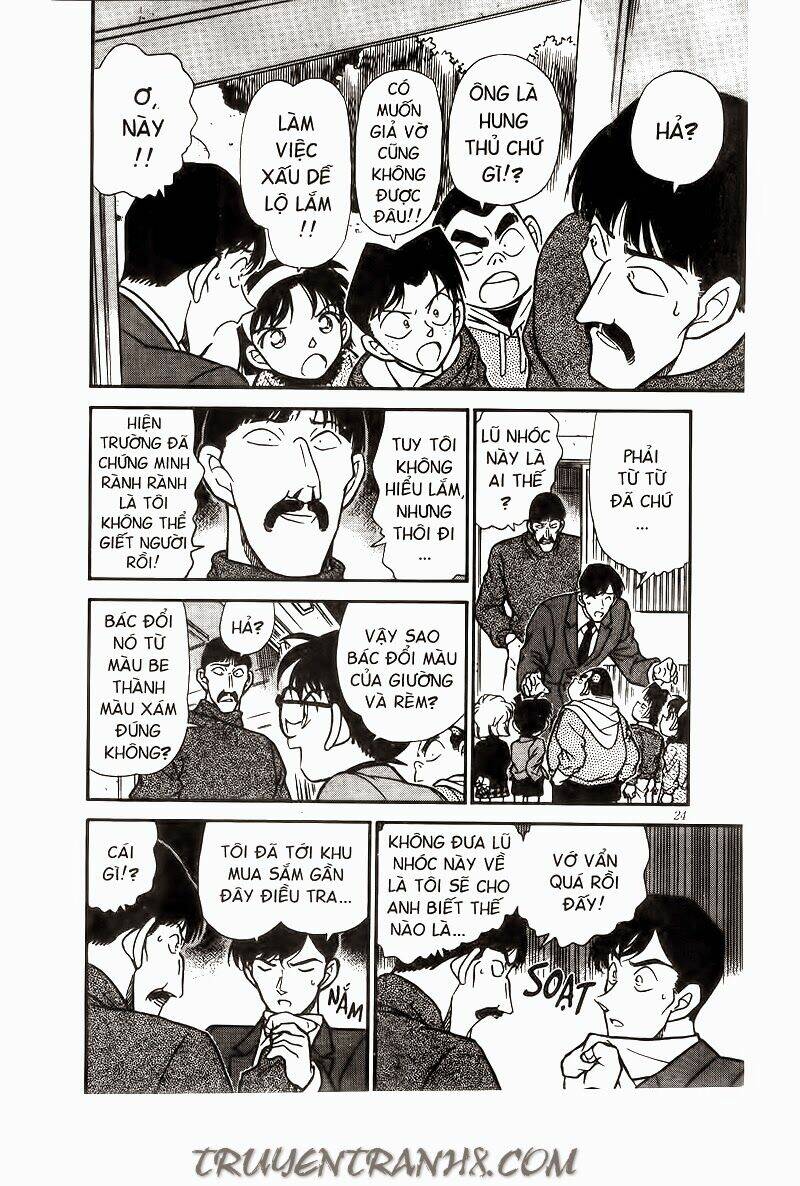 HẢ?
ÔNG LÀ
HUNG
THỦ CHỨ
GÌ!?
CÓ
MUỐN
GIẢ VỜ
CŨNG
KHÔNG
ĐƯỢC
ĐÂU!!
LÀM
VIỆC
XẤU DỄ
LỘ LẮM
!!
Ơ,
NÀY
!!
PHẢI
TỪ TỪ
ĐÃ CHỨ
...
LŨ NHÓC
NÀY LÀ
AI THẾ
?
TUY TÔI
KHÔNG
HIỂU LẮM,
NHƯNG
THÔI ĐI
...
HIỆN
TRƯỜNG ĐÃ
CHỨNG MINH
RÀNH RÀNH
LÀ TÔI
KHÔNG THỂ
GIẾT NGƯỜI
RỒI!
VẬY SAO
BÁC ĐỔI MÀU
CỦA GIƯỜNG
VÀ RÈM?
HẢ?
BÁC ĐỔI
NÓ TỪ
MÀU BE
THÀNH
MÀU XÁM
ĐÚNG
KHÔNG?
24
VỚ VẨN
QUÁ RỒI
ĐẤY!
KHÔNG ĐƯA LŨ
NHÓC NÀY VỀ
LÀ TÔI SẼ CHO
ANH BIẾT THẾ
NÀO LÀ...
SOẠT
TÔI ĐÃ TỚI KHU
MUA SẮM GẦN
ĐÂY ĐIỀU TRA...
NẮM
CÁI
GÌ!?
TRUYENTRANH8.COM